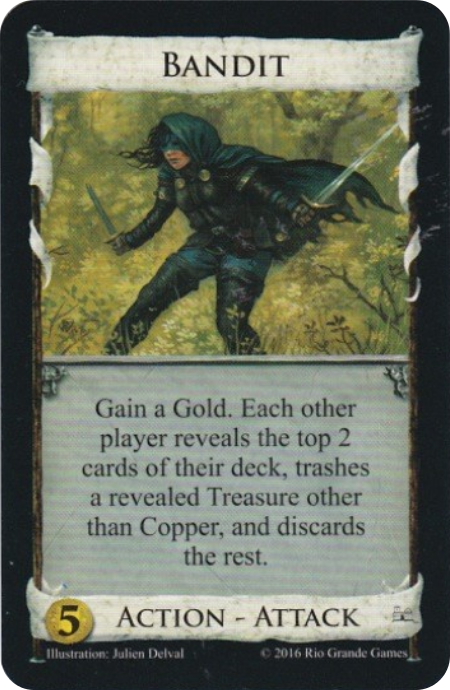 BANDIT
Gain a Gold. Each other
player reveals the top 2
cards of their deck, trashes
a revealed Treasure other
than Copper, and discards
the rest.
5 ACTION - ATTACK
Illustration: Julien Delval © 2016 Rio Grande Games